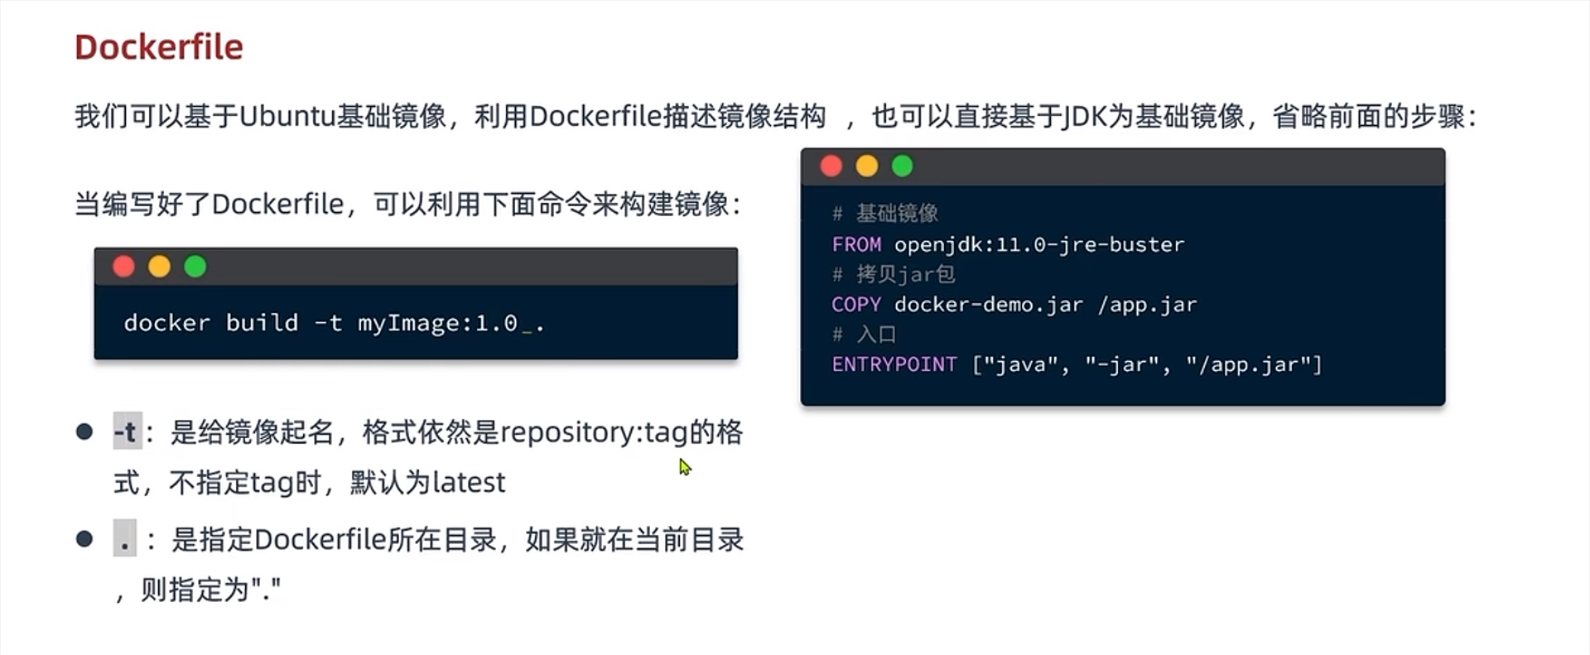 Dockerfile
我们可以基于Ubuntu基础镜像，利用Dockerfile描述镜像结构 ，也可以直接基于JDK为基础镜像，省略前面的步骤：
当编写好了Dockerfile，可以利用下面命令来构建镜像：
docker build -t myImage:1.0_.
-t：是给镜像起名，格式依然是repository:tag的格
式，不指定tag时，默认为latest
. ：是指定Dockerfile所在目录，如果就在当前目录
，则指定为"."
# 基础镜像
FROM openjdk:11.0-jre-buster
# 拷贝jar包
COPY docker-demo.jar /app.jar
# 入口
ENTRYPOINT ["java", "-jar", "/app.jar"]